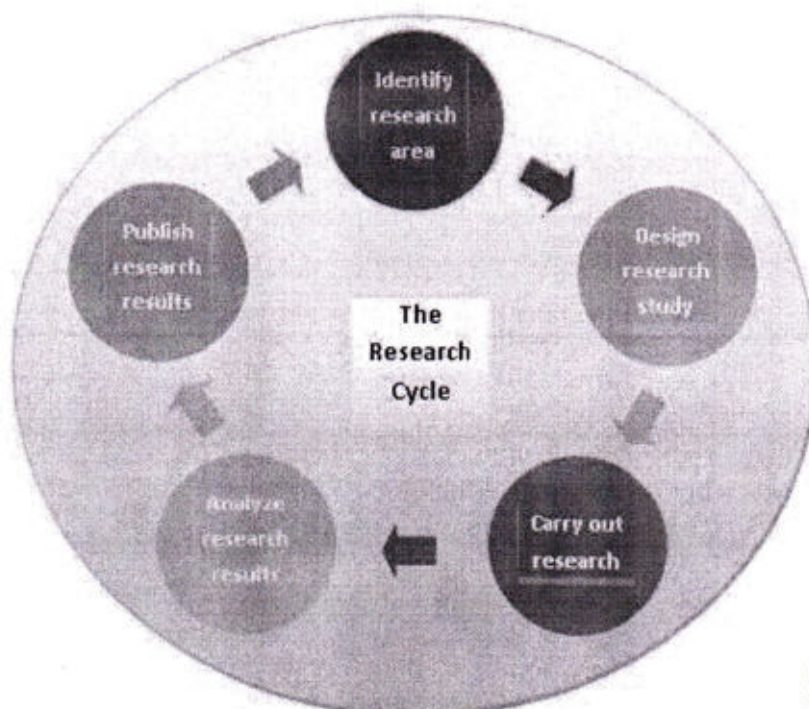 Identify
research
area
Design
research
study
Carry out
research
Analyze
research
results
Publish
research
results
The
Research
Cycle